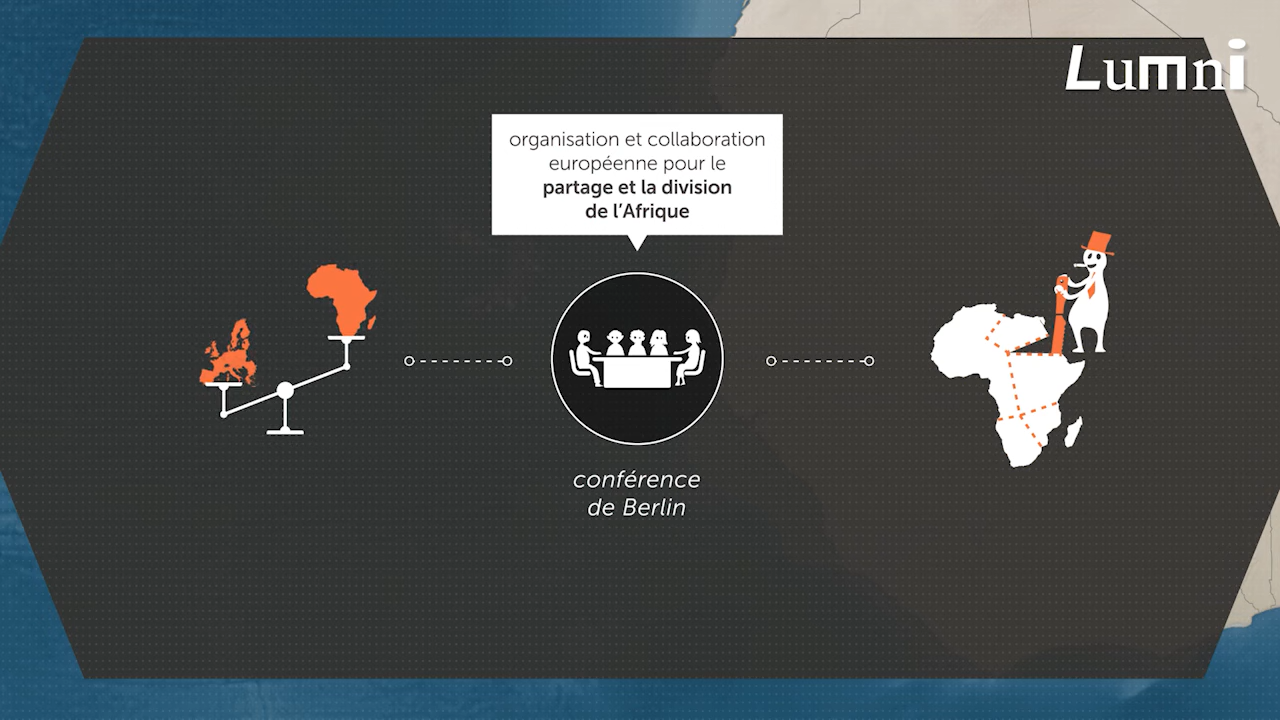 Lumni
organisation et collaboration
européenne pour le
partage et la division
de l’Afrique
conférence
de Berlin